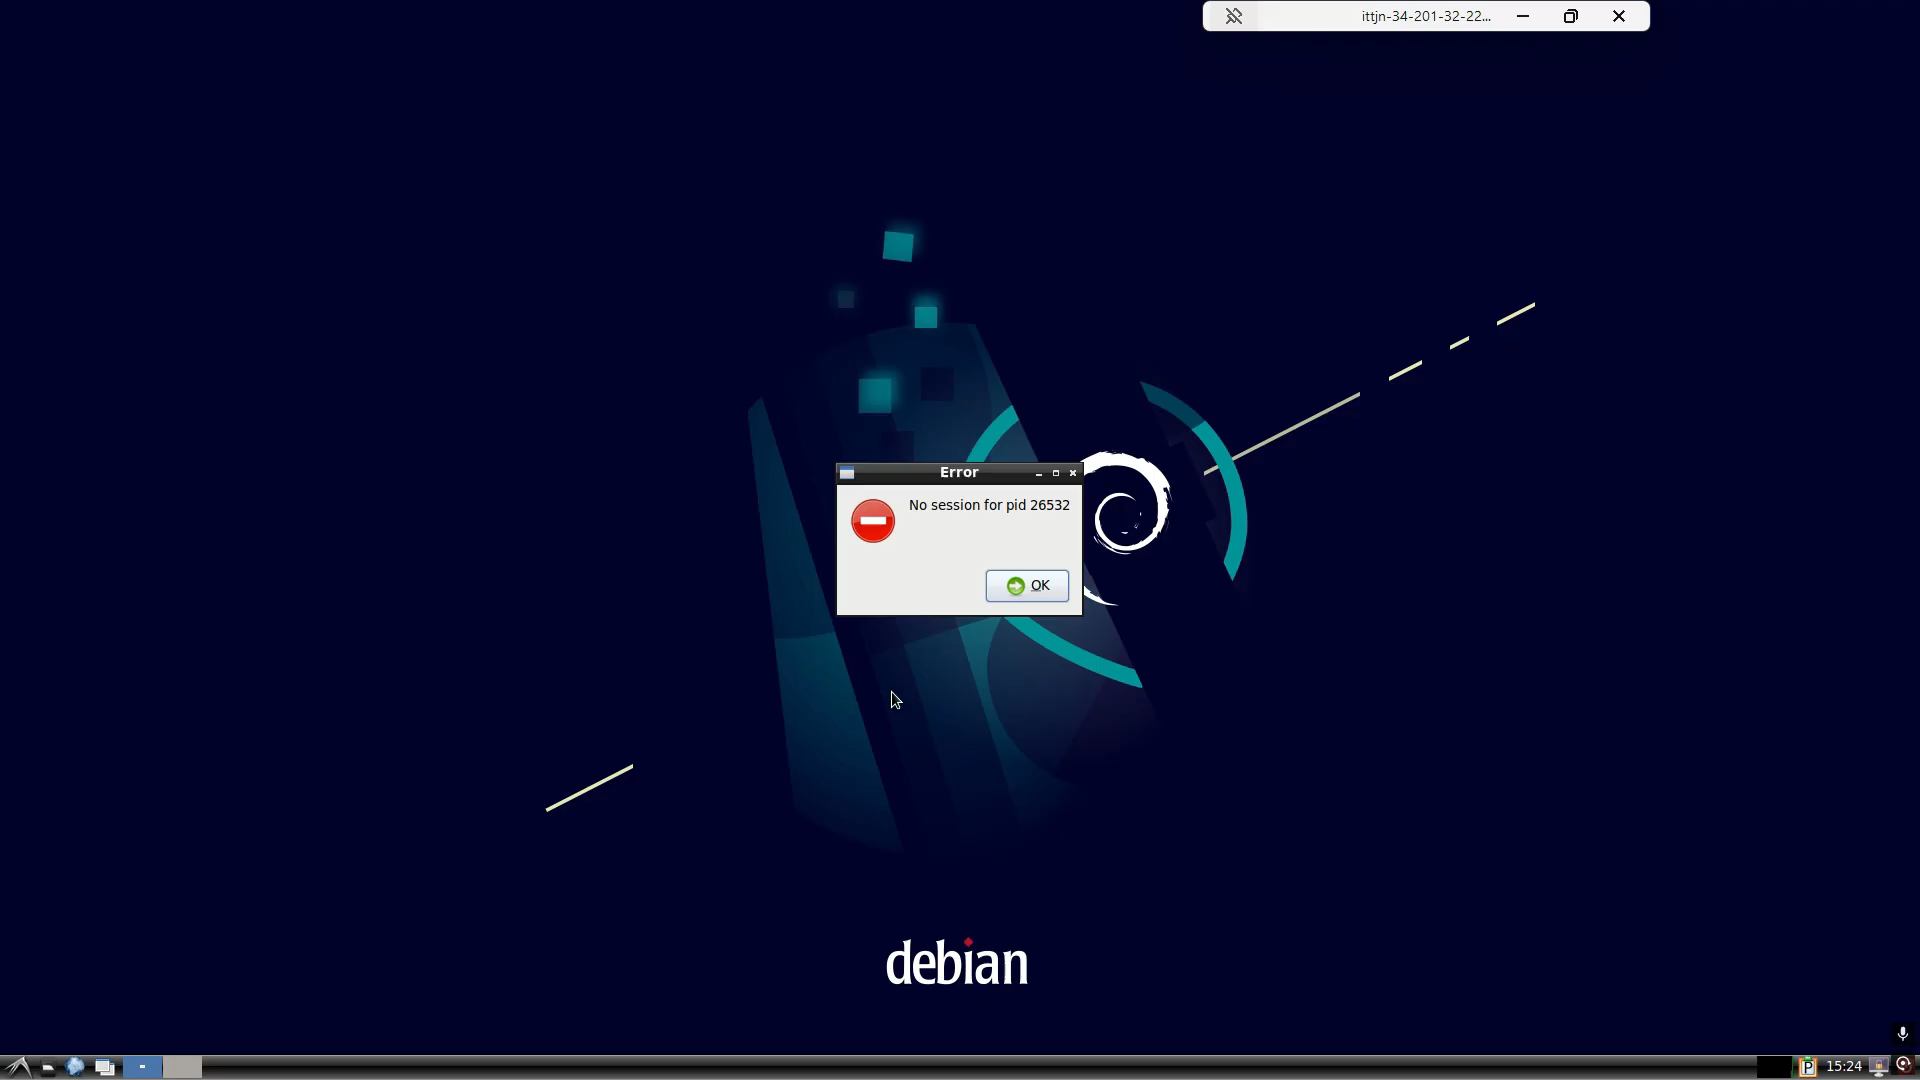 ittjn-34-201-32-22...
Error
No session for pid 26532
OK
debian
P
15:24